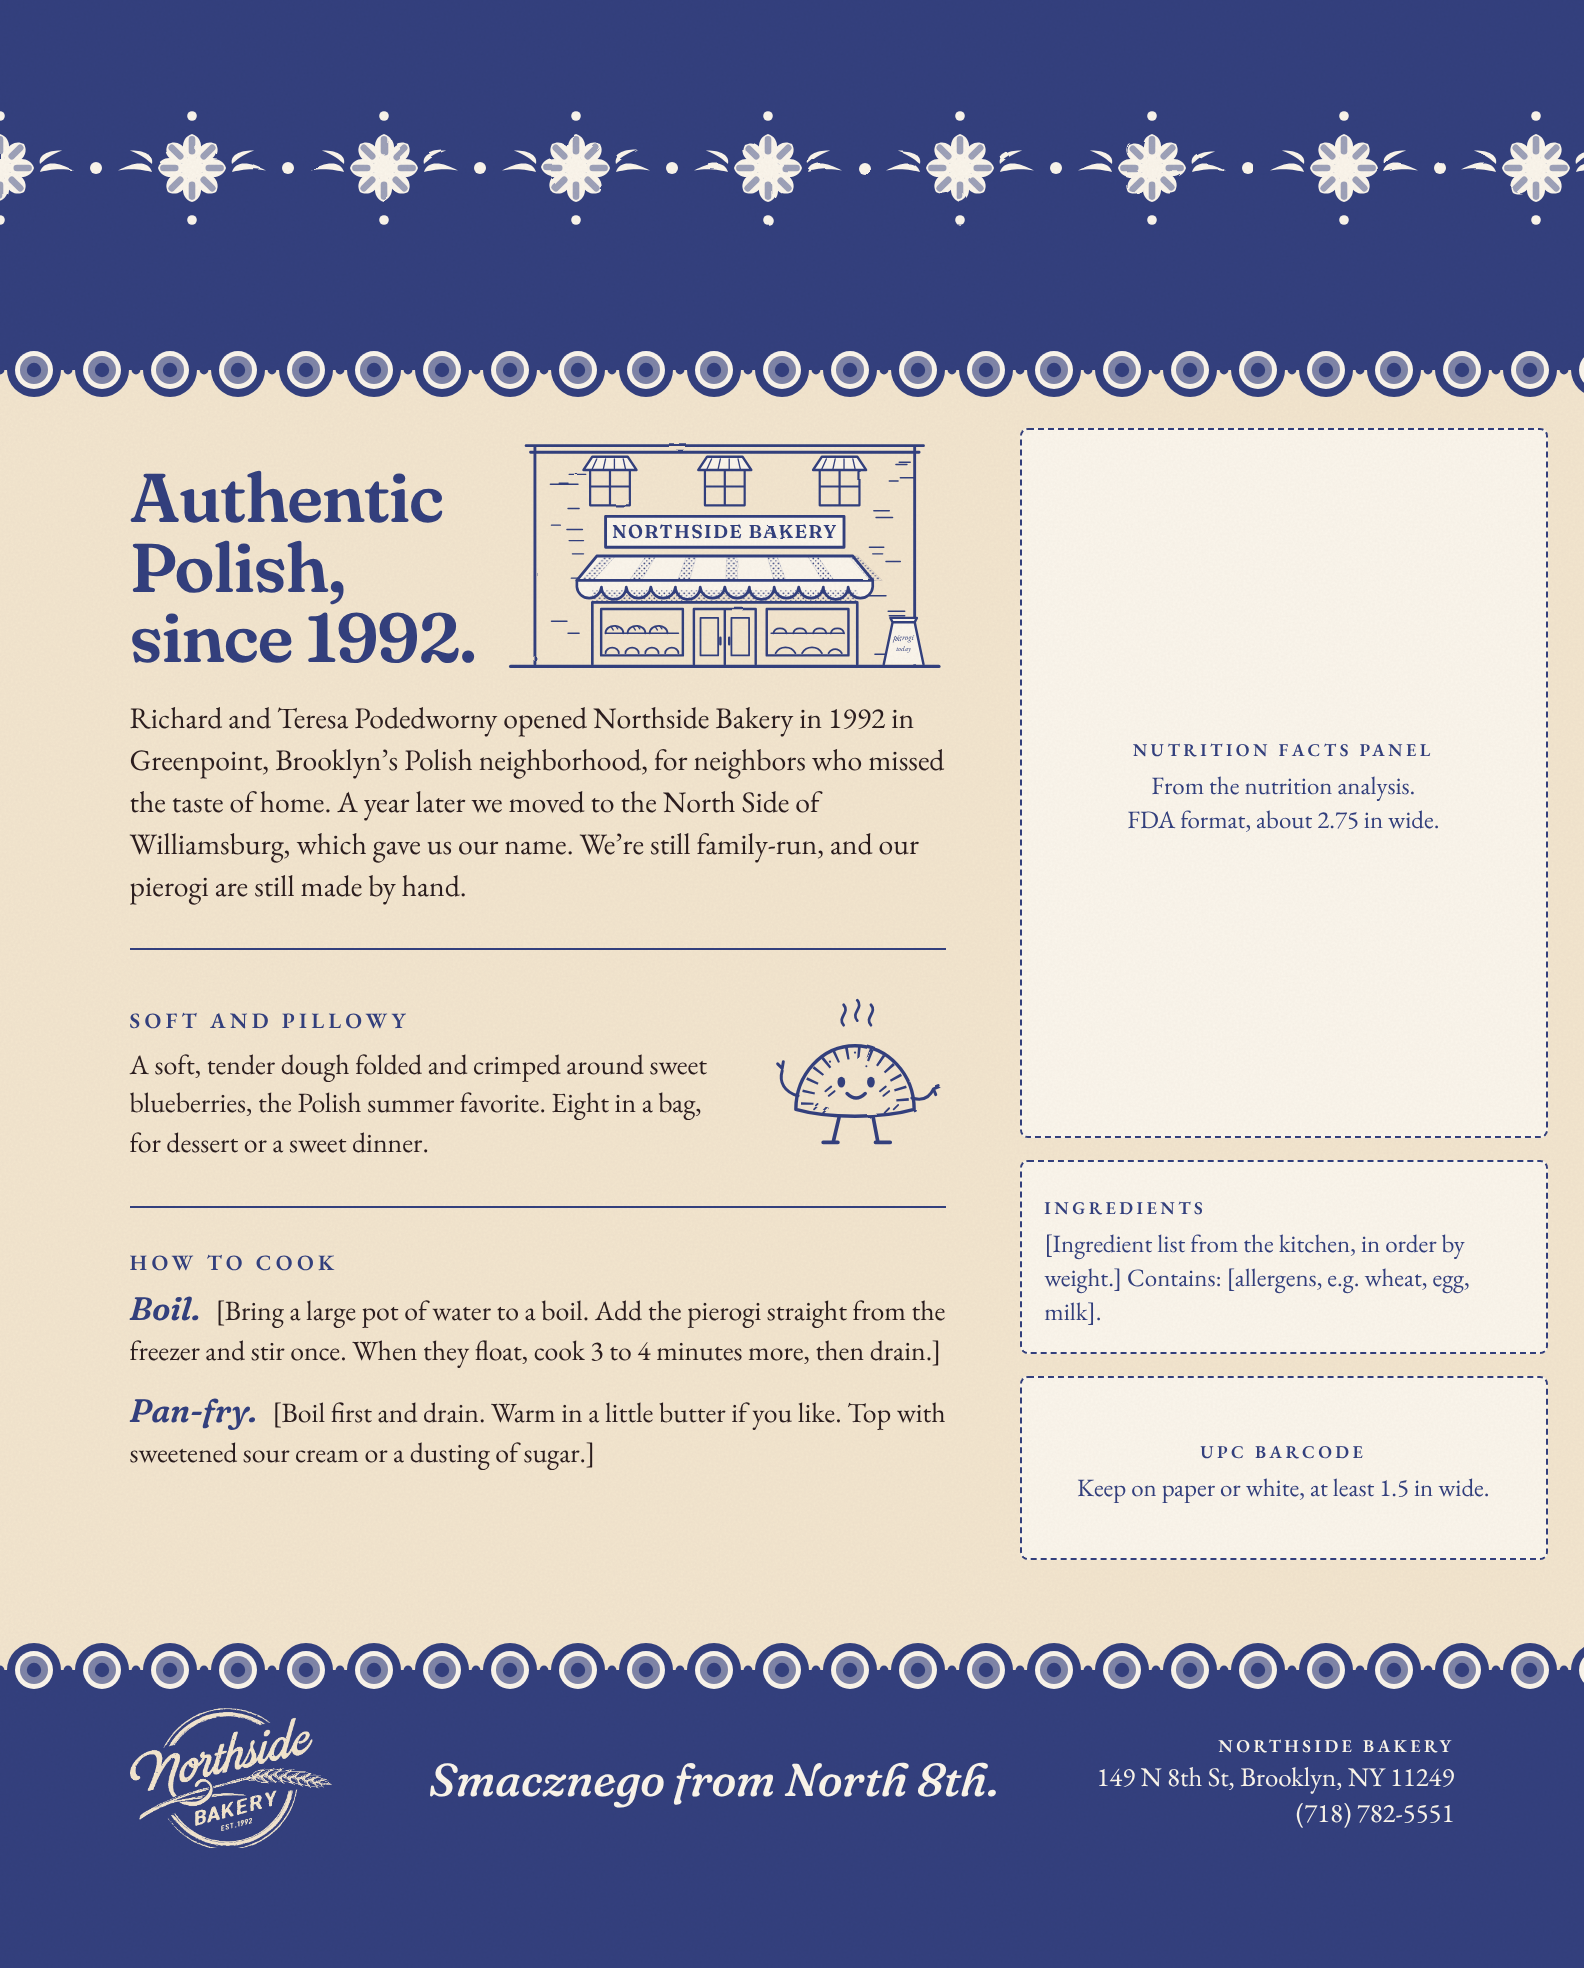 Authentic
Polish,
since 1992.
NORTHSIDE BAKERY
pierogi
today
Richard and Teresa Podedworny opened Northside Bakery in 1992 in
Greenpoint, Brooklyn’s Polish neighborhood, for neighbors who missed
the taste of home. A year later we moved to the North Side of
Williamsburg, which gave us our name. We’re still family-run, and our
pierogi are still made by hand.
SOFT AND PILLOWY
A soft, tender dough folded and crimped around sweet
blueberries, the Polish summer favorite. Eight in a bag,
for dessert or a sweet dinner.
HOW TO COOK
Boil. [Bring a large pot of water to a boil. Add the pierogi straight from the
freezer and stir once. When they float, cook 3 to 4 minutes more, then drain.]
Pan-fry. [Boil first and drain. Warm in a little butter if you like. Top with
sweetened sour cream or a dusting of sugar.]
NUTRITION FACTS PANEL
From the nutrition analysis.
FDA format, about 2.75 in wide.
INGREDIENTS
[Ingredient list from the kitchen, in order by
weight.] Contains: [allergens, e.g. wheat, egg,
milk].
UPC BARCODE
Keep on paper or white, at least 1.5 in wide.
Northside
BAKERY
EST.1992
Smacznego from North 8th.
NORTHSIDE BAKERY
149 N 8th St, Brooklyn, NY 11249
(718) 782-5551